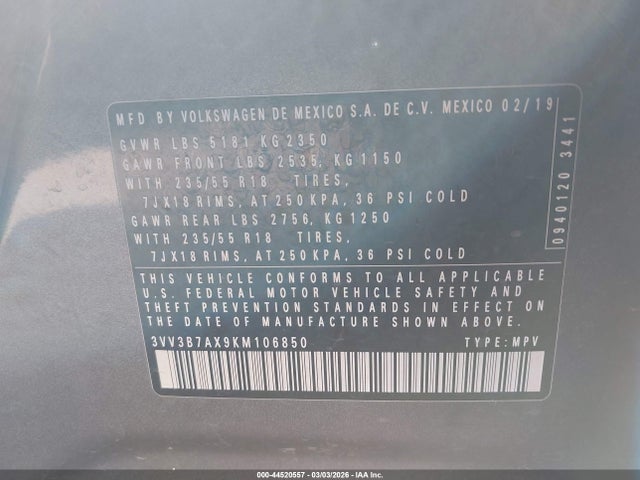 MFD BY VOLKSWAGEN DE MEXICO S.A. DE C.V. MEXICO 02/19
GVWR LBS 5181 KG 2350
GAWR FRONT LBS 2535, KG 1150
WITH 235/55 R18 TIRES,
7JX18 RIMS, AT 250 KPA, 36 PSI COLD
GAWR REAR LBS 2756, KG 1250
WITH 235/55 R18 TIRES,
7JX18 RIMS, AT 250 KPA, 36 PSI COLD
THIS VEHICLE CONFORMS TO ALL APPLICABLE
U.S. FEDERAL MOTOR VEHICLE SAFETY AND
THEFT PREVENTION STANDARDS IN EFFECT ON
THE DATE OF MANUFACTURE SHOWN ABOVE.
3VV3B7AX9KM106850 TYPE: MPV
0940120 3441
000-44520557 - 03/03/2026 - IAA Inc.